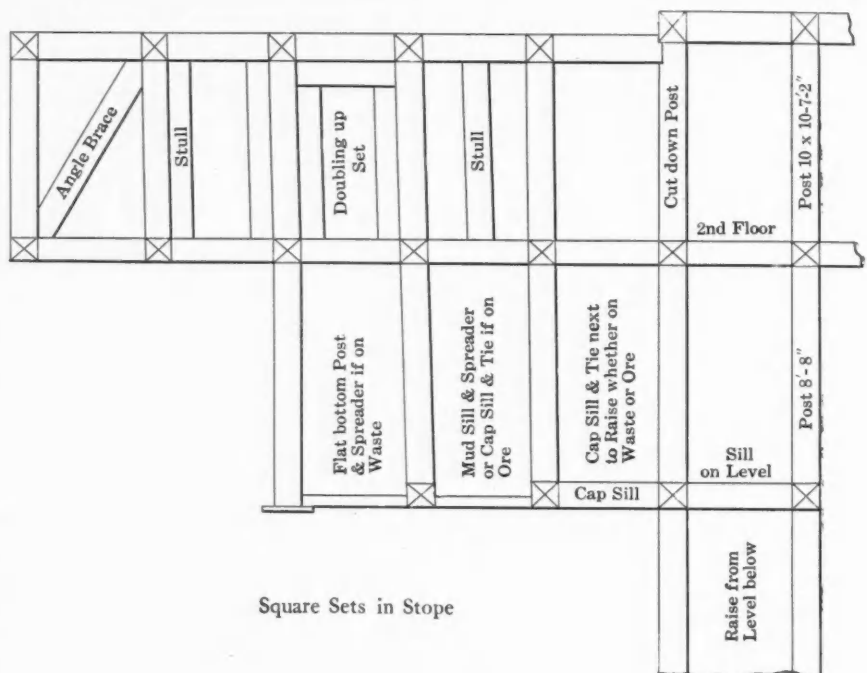 Angle Brace
Stull
Doubling up
Set
Stull
Cut down Post
2nd Floor
Post 10 x 10-7'-2"
Flat bottom Post
& Spreader if on
Waste
Mud Sill & Spreader
or Cap Sill & Tie if on
Ore
Cap Sill & Tie next
to Raise whether on
Waste or Ore
Cap Sill
Sill
on Level
Post 8'-8"
Raise from
Level below
Square Sets in Stope